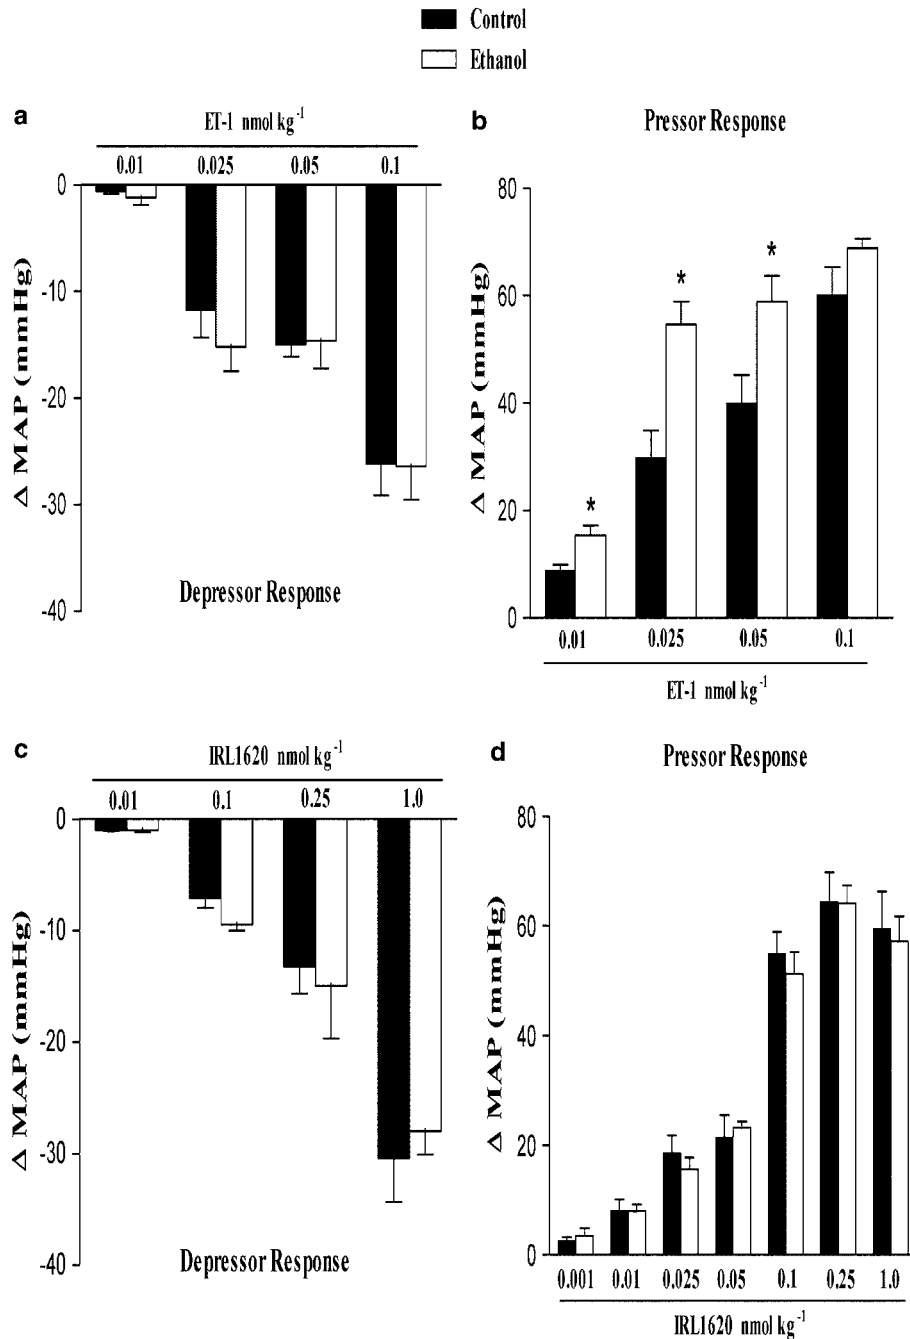 Control
Ethanol
a
ET-1 nmol kg-1
0.01 0.025 0.05 0.1
0
-10
-20
-30
-40
Δ MAP (mmHg)
Depressor Response
b
Pressor Response
80
60
40
20
0
Δ MAP (mmHg)
* * *
0.01 0.025 0.05 0.1
ET-1 nmol kg-1
c
IRL1620 nmol kg-1
0.01 0.1 0.25 1.0
0
-10
-20
-30
-40
Δ MAP (mmHg)
Depressor Response
d
Pressor Response
80
60
40
20
0
Δ MAP (mmHg)
0.001 0.01 0.025 0.05 0.1 0.25 1.0
IRL1620 nmol kg-1